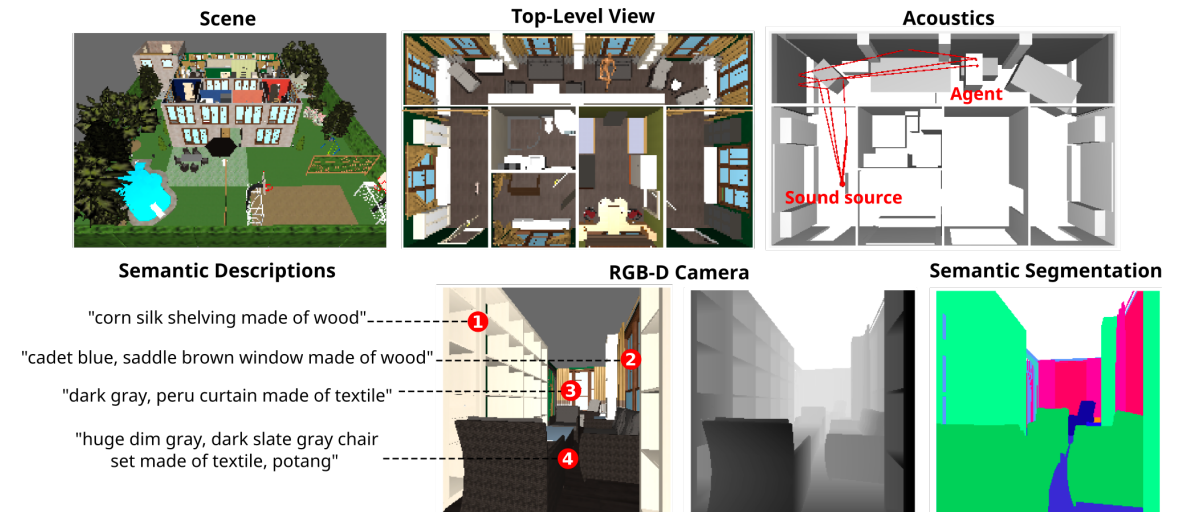 Scene
Top-Level View
Acoustics
Agent
Sound source
Semantic Descriptions
RGB-D Camera
Semantic Segmentation
"corn silk shelving made of wood"
1
"cadet blue, saddle brown window made of wood"
2
"dark gray, peru curtain made of textile"
3
"huge dim gray, dark slate gray chair
set made of textile, potang"
4